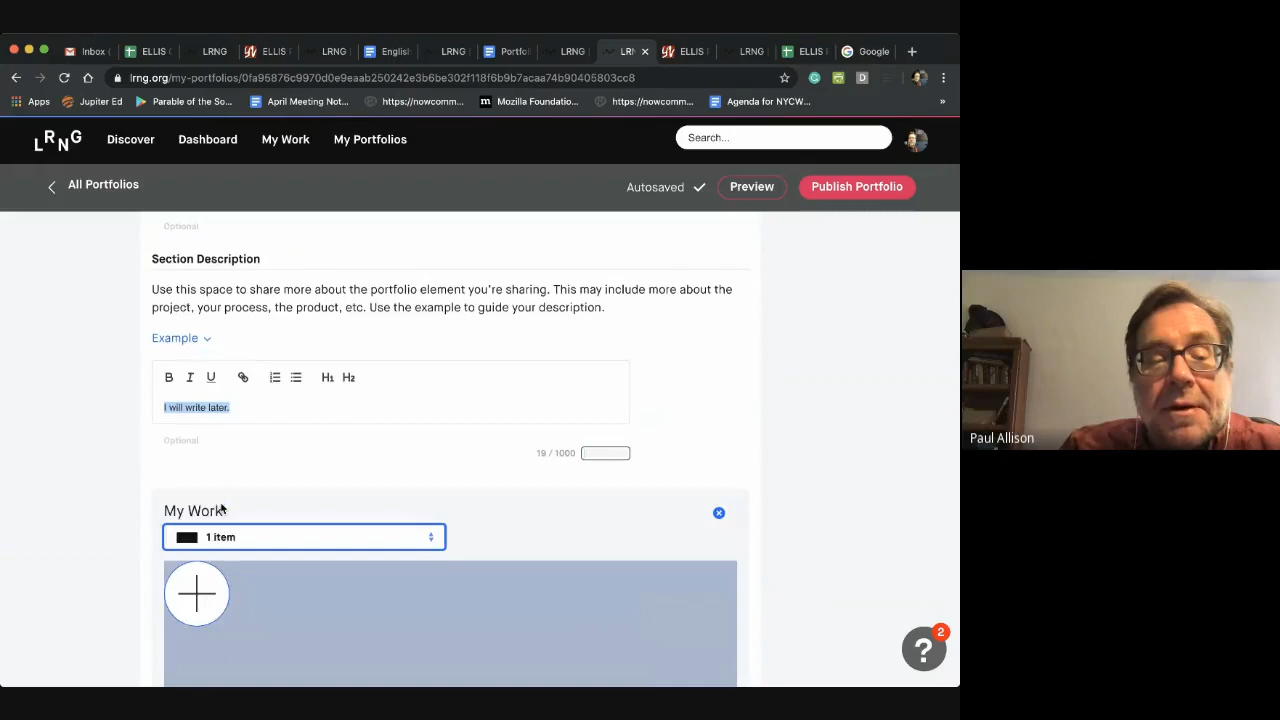 Inbox (
ELLIS (
LRNG
ELLIS F
LRNG
English
LRNG
Portfo
LRNG
LRN
ELLIS F
LRNG
ELLIS F
Google
lrng.org/my-portfolios/0fa95876c9970d0e9eaab250242e3b6be302f118f6b9b7acaa74b90405803cc8
Apps
Jupiter Ed
Parable of the So...
April Meeting Not...
https://nowcomm...
Mozilla Foundatio...
https://nowcomm...
Agenda for NYCW...
»
LRNG
Discover
Dashboard
My Work
My Portfolios
Search...
All Portfolios
Autosaved
Preview
Publish Portfolio
Optional
Section Description
Use this space to share more about the portfolio element you're sharing. This may include more about the
project, your process, the product, etc. Use the example to guide your description.
Example
B I U H1 H2
I will write later.
Optional
19 / 1000
My Work
1 item
2
?
Paul Allison